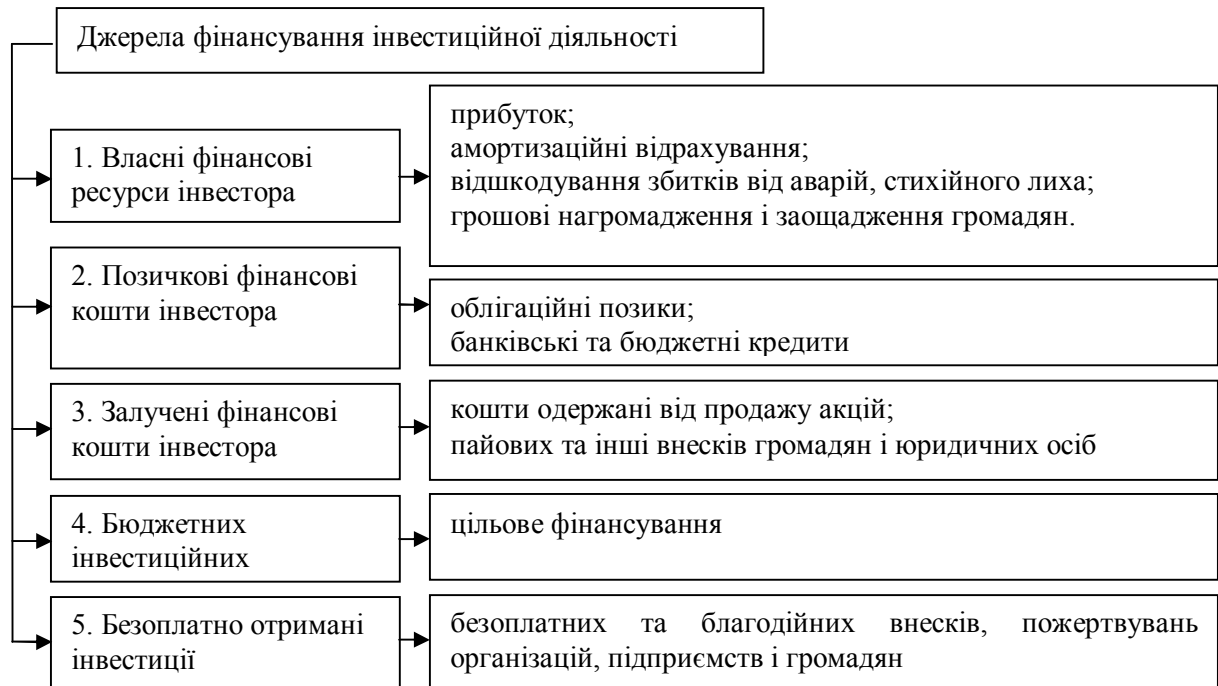 Джерела фінансування інвестиційної діяльності
1. Власні фінансові
ресурси інвестора
прибуток;
амортизаційні відрахування;
відшкодування збитків від аварій, стихійного лиха;
грошові нагромадження і заощадження громадян.
2. Позичкові фінансові
кошти інвестора
облігаційні позики;
банківські та бюджетні кредити
3. Залучені фінансові
кошти інвестора
кошти одержані від продажу акцій;
пайових та інші внесків громадян і юридичних осіб
4. Бюджетних
інвестиційних
цільове фінансування
5. Безоплатно отримані
інвестиції
безоплатних та благодійних внесків, пожертвувань
організацій, підприємств і громадян